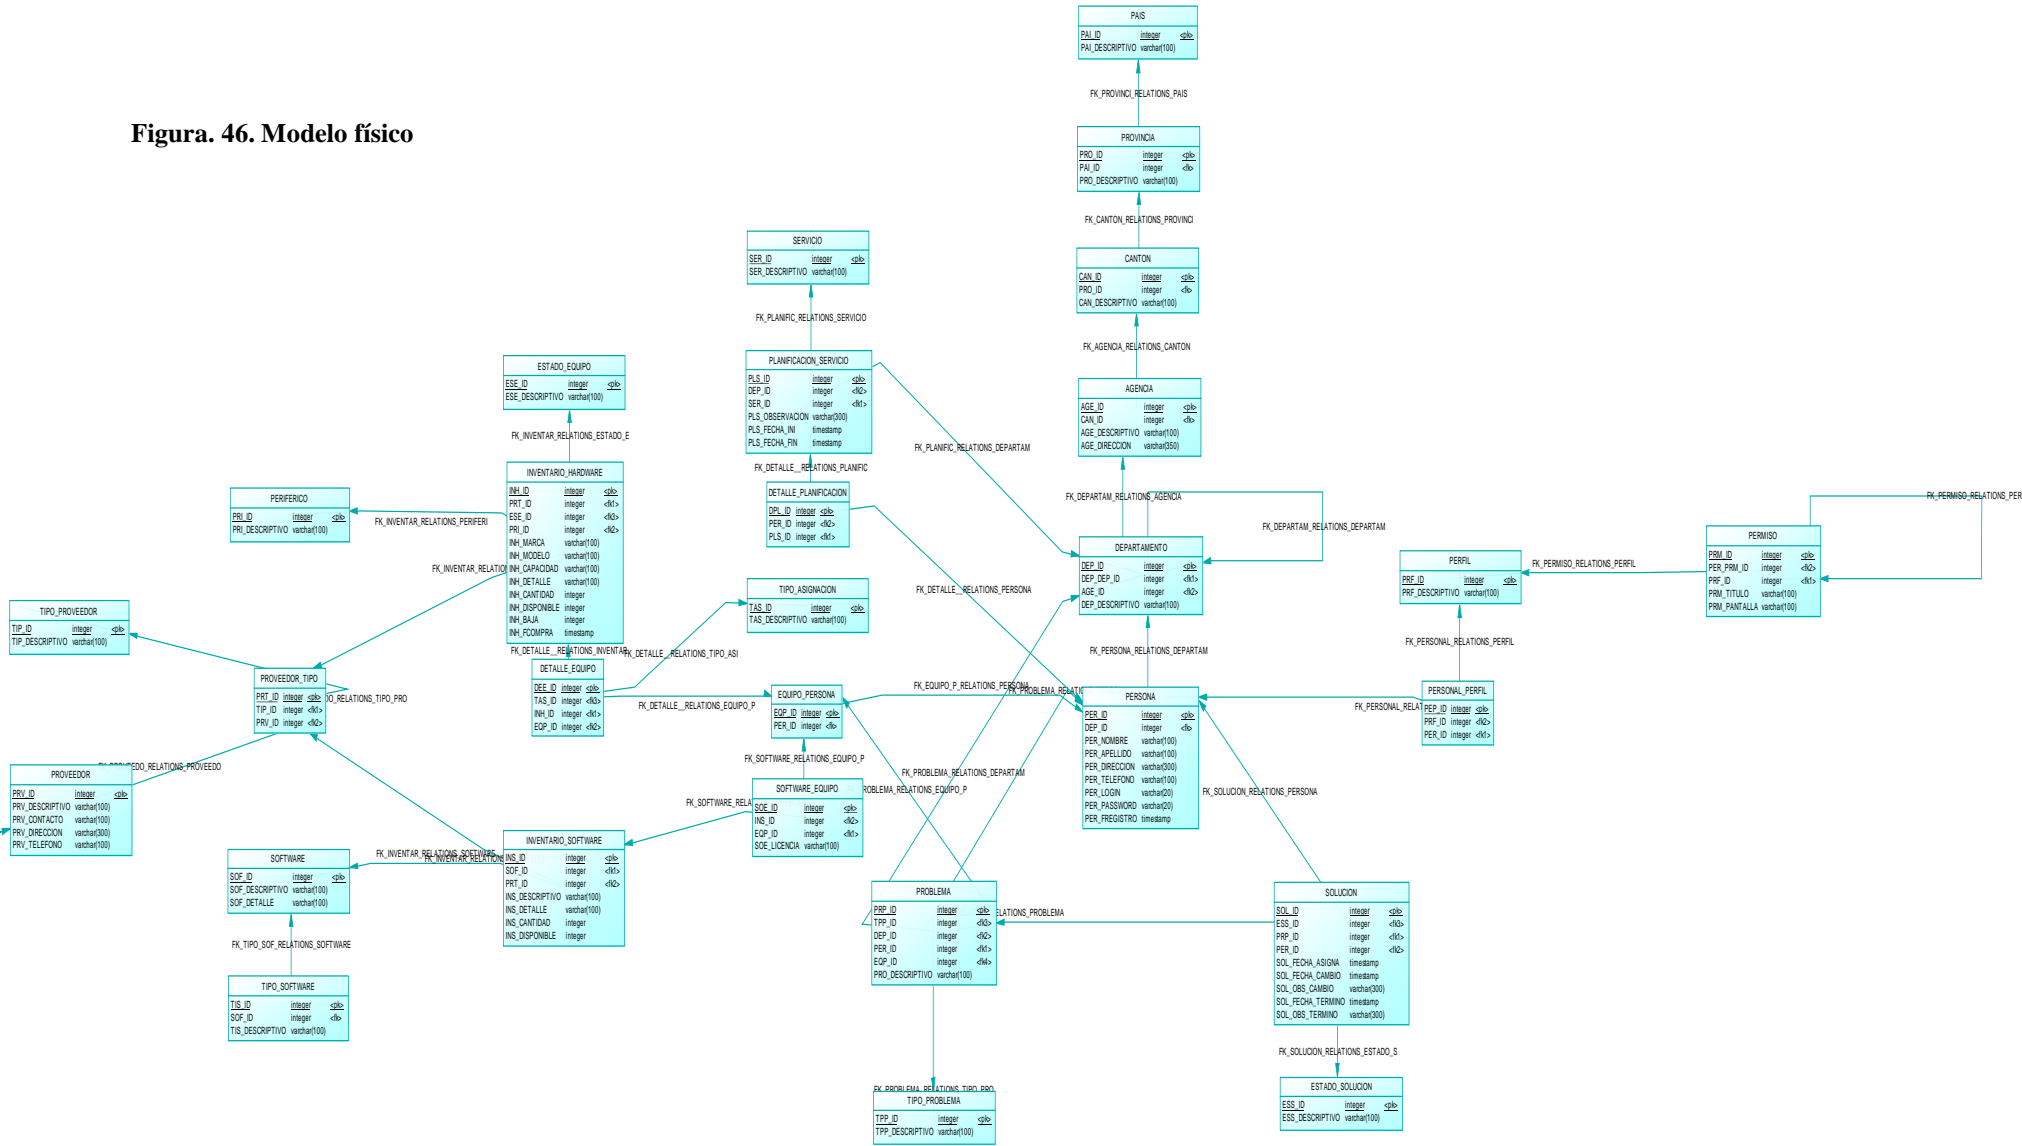 Figura. 46. Modelo físico
PAIS
PAI_ID integer <pk>
PAI_DESCRIPTIVO varchar(100)
FK_PROVINCI_RELATIONS_PAIS
PROVINCIA
PRO_ID integer <pk>
PAI_ID integer <fk>
PRO_DESCRIPTIVO varchar(100)
FK_CANTON_RELATIONS_PROVINCI
CANTON
CAN_ID integer <pk>
PRO_ID integer <fk>
CAN_DESCRIPTIVO varchar(100)
FK_AGENCIA_RELATIONS_CANTON
AGENCIA
AGE_ID integer <pk>
CAN_ID integer <fk>
AGE_DESCRIPTIVO varchar(100)
AGE_DIRECCION varchar(350)
FK_DEPARTAM_RELATIONS_AGENCIA
FK_DEPARTAM_RELATIONS_DEPARTAM
DEPARTAMENTO
DEP_ID integer <pk>
DEP_DEP_ID integer <fk1>
AGE_ID integer <fk2>
DEP_DESCRIPTIVO varchar(100)
FK_PERSONA_RELATIONS_DEPARTAM
SERVICIO
SER_ID integer <pk>
SER_DESCRIPTIVO varchar(100)
FK_PLANIFIC_RELATIONS_SERVICIO
PLANIFICACION_SERVICIO
PLS_ID integer <pk>
DEP_ID integer <fk2>
SER_ID integer <fk1>
PLS_OBSERVACION varchar(300)
PLS_FECHA_INI timestamp
PLS_FECHA_FIN timestamp
FK_PLANIFIC_RELATIONS_DEPARTAM
FK_DETALLE__RELATIONS_PLANIFIC
DETALLE_PLANIFICACION
DPL_ID integer <pk>
PER_ID integer <fk2>
PLS_ID integer <fk1>
FK_DETALLE__RELATIONS_PERSONA
ESTADO_EQUIPO
ESE_ID integer <pk>
ESE_DESCRIPTIVO varchar(100)
FK_INVENTAR_RELATIONS_ESTADO_E
INVENTARIO_HARDWARE
INH_ID integer <pk>
PRT_ID integer <fk1>
ESE_ID integer <fk3>
PRI_ID integer <fk2>
INH_MARCA varchar(100)
INH_MODELO varchar(100)
INH_CAPACIDAD varchar(100)
INH_DETALLE varchar(100)
INH_CANTIDAD integer
INH_DISPONIBLE integer
INH_BAJA integer
INH_FCOMPRA timestamp
PERIFERICO
PRI_ID integer <pk>
PRI_DESCRIPTIVO varchar(100)
FK_INVENTAR_RELATIONS_PERIFERI
FK_INVENTAR_RELATIO
FK_DETALLE__RELATIONS_INVENTAR
FK_DETALLE__RELATIONS_TIPO_ASI
TIPO_ASIGNACION
TAS_ID integer <pk>
TAS_DESCRIPTIVO varchar(100)
DETALLE_EQUIPO
DEE_ID integer <pk>
TAS_ID integer <fk3>
INH_ID integer <fk1>
EQP_ID integer <fk2>
FK_DETALLE__RELATIONS_EQUIPO_P
EQUIPO_PERSONA
EQP_ID integer <pk>
PER_ID integer <fk>
FK_EQUIPO_P_RELATIONS_PERSONA
FK_PROBLEMA_RELATI
PERSONA
PER_ID integer <pk>
DEP_ID integer <fk>
PER_NOMBRE varchar(100)
PER_APELLIDO varchar(100)
PER_DIRECCION varchar(300)
PER_TELEFONO varchar(100)
PER_LOGIN varchar(20)
PER_PASSWORD varchar(20)
PER_FREGISTRO timestamp
PERMISO
PRM_ID integer <pk>
PER_PRM_ID integer <fk2>
PRF_ID integer <fk1>
PRM_TITULO varchar(100)
PRM_PANTALLA varchar(100)
FK_PERMISO_RELATIONS_PER
FK_PERMISO_RELATIONS_PERFIL
PERFIL
PRF_ID integer <pk>
PRF_DESCRIPTIVO varchar(100)
FK_PERSONAL_RELATIONS_PERFIL
PERSONAL_PERFIL
PEP_ID integer <pk>
PRF_ID integer <fk2>
PER_ID integer <fk1>
FK_PERSONAL_RELAT
TIPO_PROVEEDOR
TIP_ID integer <pk>
TIP_DESCRIPTIVO varchar(100)
PROVEEDOR_TIPO
PRT_ID integer <pk>
TIP_ID integer <fk1>
PRV_ID integer <fk2>
DO_RELATIONS_TIPO_PRO
EDO_RELATIONS_PROVEEDO
PROVEEDOR
PRV_ID integer <pk>
PRV_DESCRIPTIVO varchar(100)
PRV_CONTACTO varchar(100)
PRV_DIRECCION varchar(300)
PRV_TELEFONO varchar(100)
SOFTWARE
SOF_ID integer <pk>
SOF_DESCRIPTIVO varchar(100)
SOF_DETALLE varchar(100)
FK_INVENTAR_RELATIONS_SOFTWARE
FK_INVENTAR_RELATIONS
FK_TIPO_SOF_RELATIONS_SOFTWARE
TIPO_SOFTWARE
TIS_ID integer <pk>
SOF_ID integer <fk>
TIS_DESCRIPTIVO varchar(100)
INVENTARIO_SOFTWARE
INS_ID integer <pk>
SOF_ID integer <fk1>
PRT_ID integer <fk2>
INS_DESCRIPTIVO varchar(100)
INS_DETALLE varchar(100)
INS_CANTIDAD integer
INS_DISPONIBLE integer
FK_SOFTWARE_RELATIONS_EQUIPO_P
FK_SOFTWARE_RELA
SOFTWARE_EQUIPO
SOE_ID integer <pk>
INS_ID integer <fk2>
EQP_ID integer <fk1>
SOE_LICENCIA varchar(100)
FK_PROBLEMA_RELATIONS_DEPARTAM
ROBLEMA_RELATIONS_EQUIPO_P
PROBLEMA
PRP_ID integer <pk>
TPP_ID integer <fk3>
DEP_ID integer <fk2>
PER_ID integer <fk1>
EQP_ID integer <fk4>
PRO_DESCRIPTIVO varchar(100)
ELATIONS_PROBLEMA
FK_SOLUCION_RELATIONS_PERSONA
SOLUCION
SOL_ID integer <pk>
ESS_ID integer <fk3>
PRP_ID integer <fk1>
PER_ID integer <fk2>
SOL_FECHA_ASIGNA timestamp
SOL_FECHA_CAMBIO timestamp
SOL_OBS_CAMBIO varchar(300)
SOL_FECHA_TERMINO timestamp
SOL_OBS_TERMINO varchar(300)
FK_SOLUCION_RELATIONS_ESTADO_S
ESTADO_SOLUCION
ESS_ID integer <pk>
ESS_DESCRIPTIVO varchar(100)
FK_PROBLEMA_RELATIONS_TIPO_PRO
TIPO_PROBLEMA
TPP_ID integer <pk>
TPP_DESCRIPTIVO varchar(100)